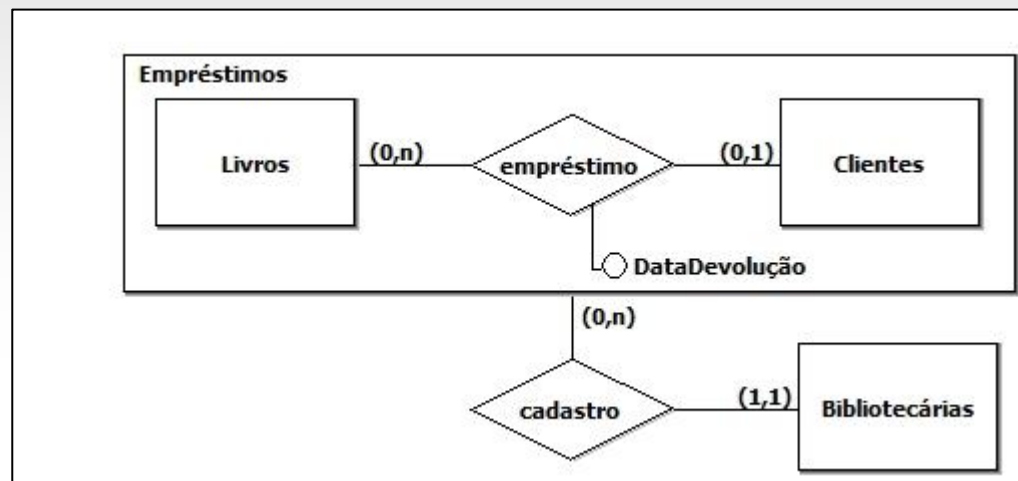 Empréstimos
Livros
(0,n)
empréstimo
(0,1)
Clientes
DataDevolução
(0,n)
cadastro
(1,1)
Bibliotecárias